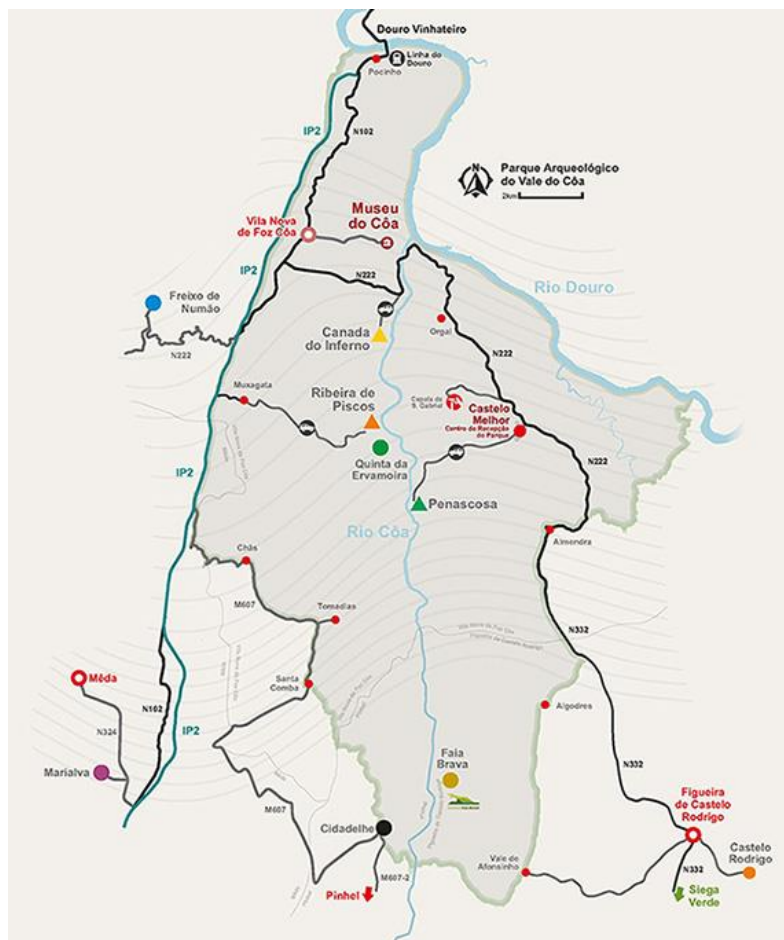 Douro Vinhateiro
Linha do
Douro
Pocinho
IP2
N102
Parque Arqueológico
do Vale do Côa
N
2km
Museu
do Côa
Vila Nova
de Foz Côa
IP2
N222
Rio Douro
Freixo de
Numão
N222
Canada
do Inferno
Orgal
N222
Muxagata
Ribeira de
Piscos
Capela de
S. Gabriel
Castelo
Melhor
Centro de Recepção
do Parque
Quinta da
Ervamoira
N222
IP2
Penascosa
Rio Côa
Almendra
Chãs
M607
Tomadias
N332
Santa
Comba
Mêda
N102
IP2
N324
Algodres
Marialva
Faia
Brava
N332
M607
Figueira
de Castelo
Rodrigo
Cidadelhe
Castelo
Rodrigo
Vale de
Afonsinho
M607-2
N332
Pinhel
Siega
Verde